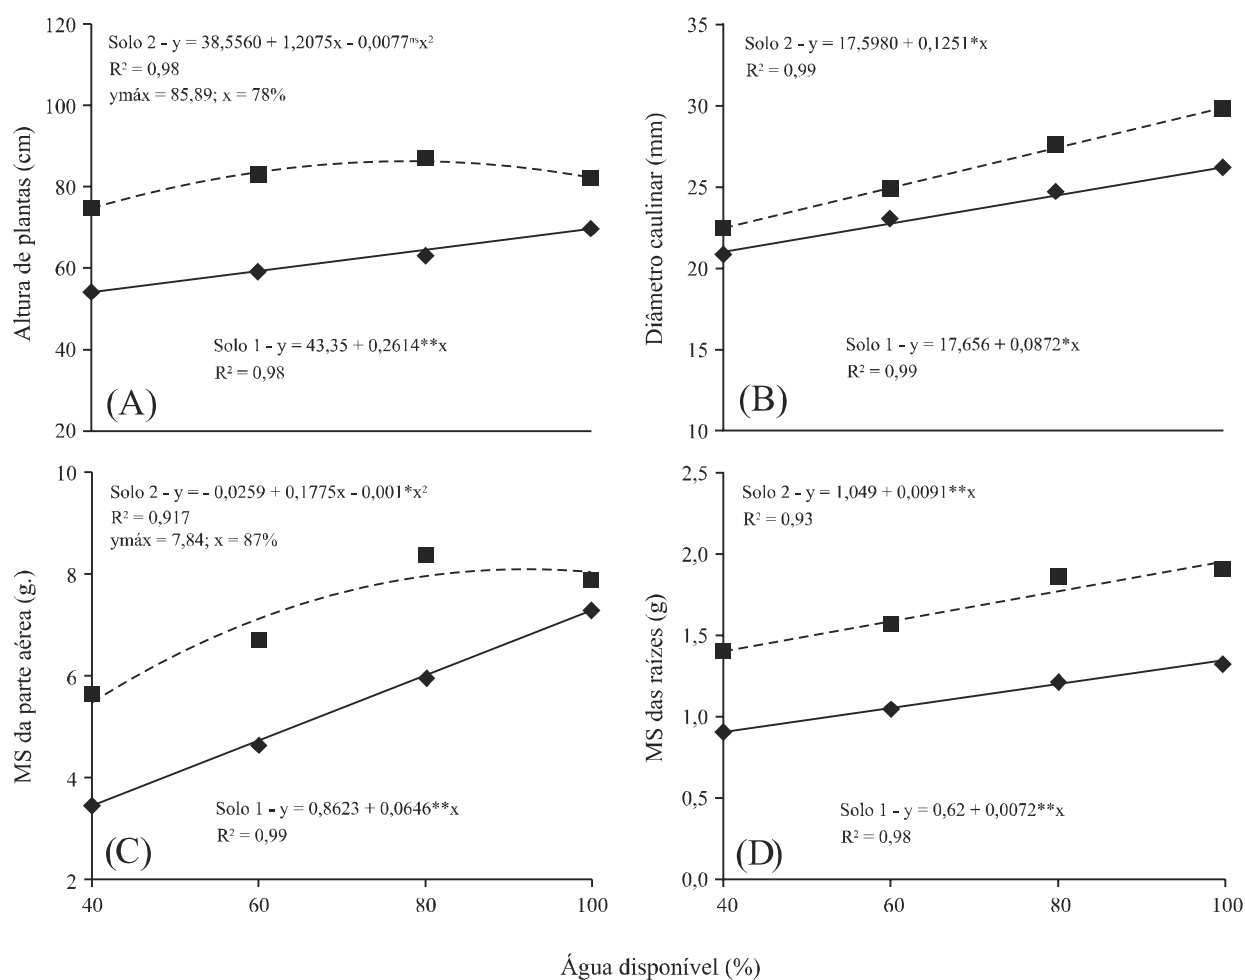 120
100
80
60
40
20
Altura de plantas (cm)
Solo 2 - y = 38,5560 + 1,2075x - 0,0077ⁿˢx²
R² = 0,98
ymáx = 85,89; x = 78%
Solo 1 - y = 43,35 + 0,2614**x
R² = 0,98
(A)
35
30
25
20
15
10
Diâmetro caulinar (mm)
Solo 2 - y = 17,5980 + 0,1251*x
R² = 0,99
Solo 1 - y = 17,656 + 0,0872*x
R² = 0,99
(B)
10
8
6
4
2
MS da parte aérea (g.)
Solo 2 - y = - 0,0259 + 0,1775x - 0,001*x²
R² = 0,917
ymáx = 7,84; x = 87%
Solo 1 - y = 0,8623 + 0,0646**x
R² = 0,99
(C)
40 60 80 100
2,5
2,0
1,5
1,0
0,5
0,0
MS das raízes (g)
Solo 2 - y = 1,049 + 0,0091**x
R² = 0,93
Solo 1 - y = 0,62 + 0,0072**x
R² = 0,98
(D)
40 60 80 100
Água disponível (%)